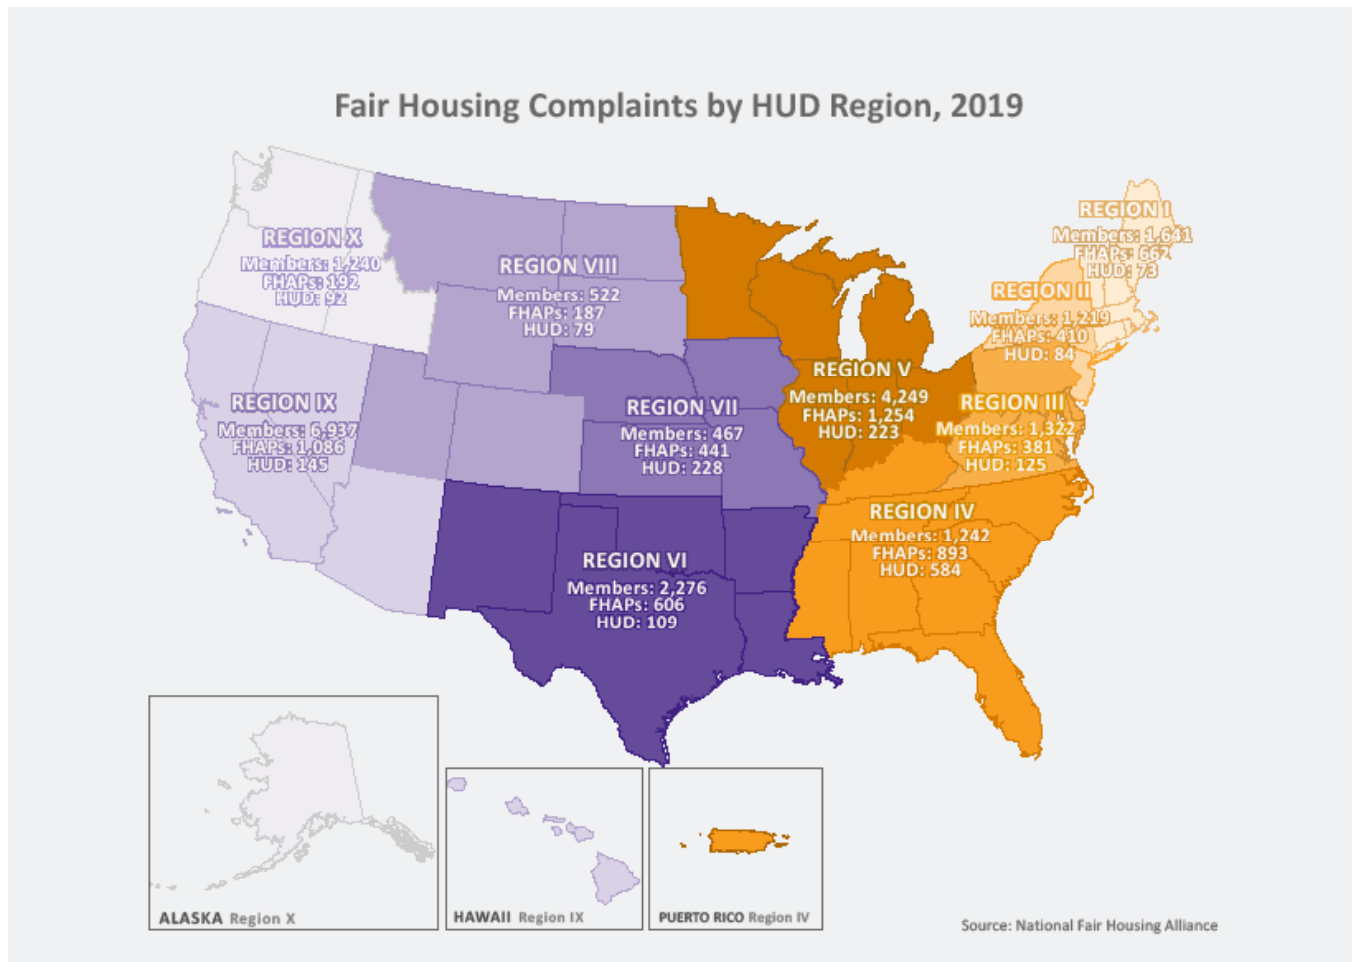 Fair Housing Complaints by HUD Region, 2019
REGION I
Members: 1,641
FHAPs: 662
HUD: 73
REGION X
Members: 1,240
FHAPs: 192
HUD: 92
REGION VIII
Members: 522
FHAPs: 187
HUD: 79
REGION II
Members: 1,219
FHAPs: 410
HUD: 84
REGION V
Members: 4,249
FHAPs: 1,254
HUD: 223
REGION IX
Members: 6,937
FHAPs: 1,086
HUD: 145
REGION VII
Members: 467
FHAPs: 441
HUD: 228
REGION III
Members: 1,322
FHAPs: 381
HUD: 125
REGION IV
Members: 1,242
FHAPs: 893
HUD: 584
REGION VI
Members: 2,276
FHAPs: 606
HUD: 109
ALASKA Region X
HAWAII Region IX
PUERTO RICO Region IV
Source: National Fair Housing Alliance